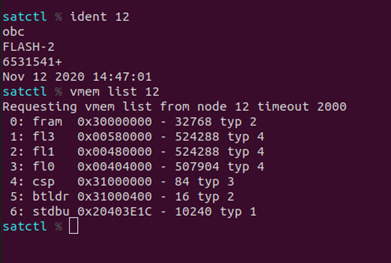 satctl % ident 12
obc
FLASH-2
6531541+
Nov 12 2020 14:47:01
satctl % vmem list 12
Requesting vmem list from node 12 timeout 2000
 0: fram  0x30000000 - 32768 typ 2
 1: fl3   0x00580000 - 524288 typ 4
 2: fl1   0x00480000 - 524288 typ 4
 3: fl0   0x00404000 - 507904 typ 4
 4: csp   0x31000000 - 84 typ 3
 5: btldr 0x31000400 - 16 typ 2
 6: stdbu 0x20403E1C - 10240 typ 1
satctl %